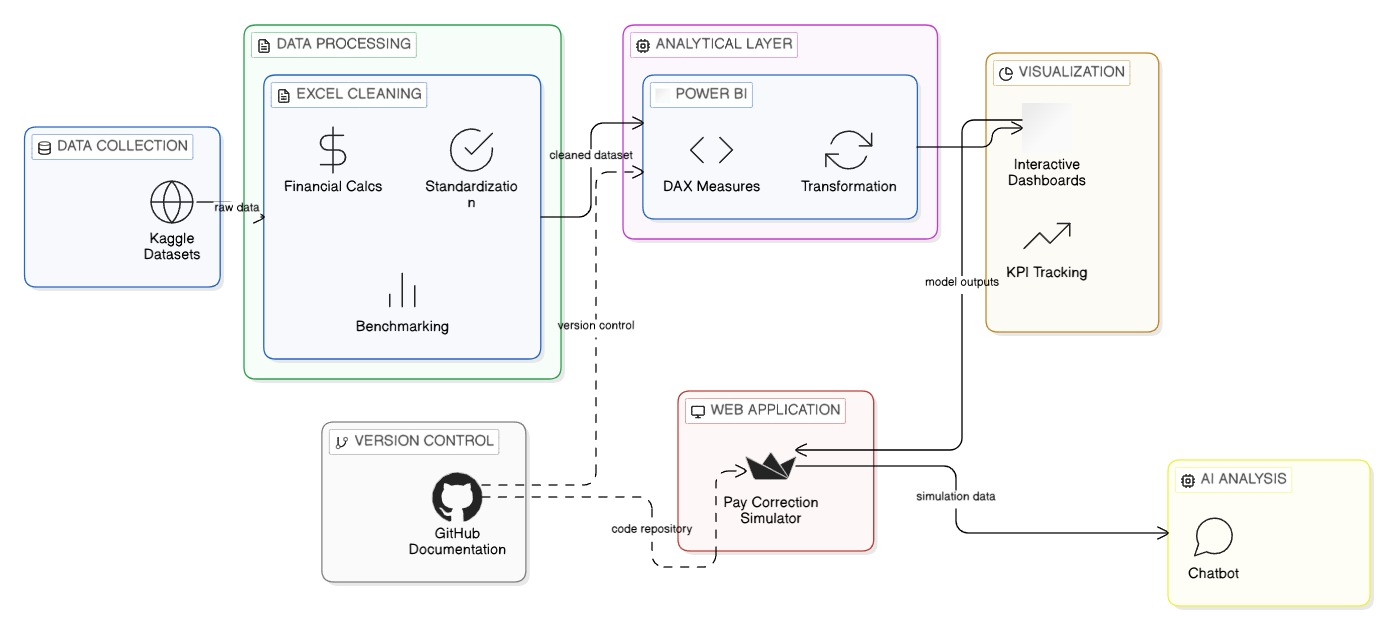 DATA PROCESSING
ANALYTICAL LAYER
VISUALIZATION
EXCEL CLEANING
POWER BI
DATA COLLECTION
cleaned dataset
Financial Calcs
Standardizatio
n
DAX Measures
Transformation
Interactive
Dashboards
raw data
Kaggle
Datasets
KPI Tracking
model outputs
Benchmarking
version control
WEB APPLICATION
VERSION CONTROL
AI ANALYSIS
simulation data
Pay Correction
Simulator
code repository
GitHub
Documentation
Chatbot